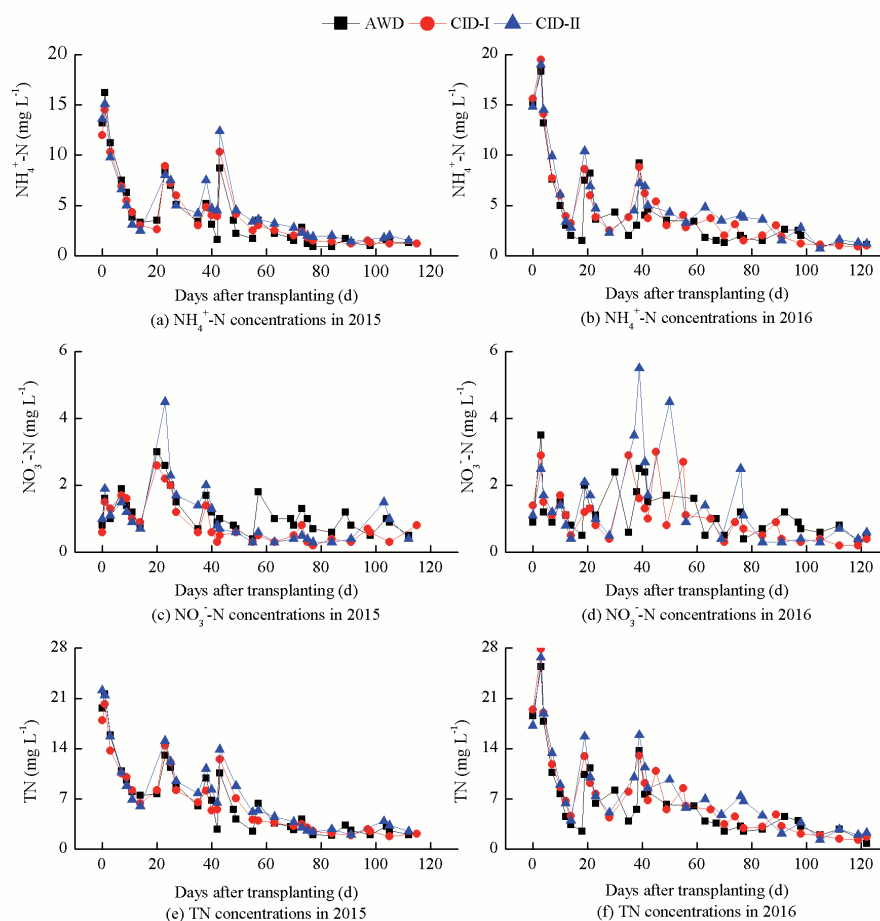 AWD CID-I CID-II
20
15
10
5
0
NH₄⁺-N (mg L⁻¹)
0 20 40 60 80 100 120
Days after transplanting (d)
(a) NH₄⁺-N concentrations in 2015
20
15
10
5
0
NH₄⁺-N (mg L⁻¹)
0 20 40 60 80 100 120
Days after transplanting (d)
(b) NH₄⁺-N concentrations in 2016
6
4
2
0
NO₃⁻-N (mg L⁻¹)
0 20 40 60 80 100 120
Days after transplanting (d)
(c) NO₃⁻-N concentrations in 2015
6
4
2
0
NO₃⁻-N (mg L⁻¹)
0 20 40 60 80 100 120
Days after transplanting (d)
(d) NO₃⁻-N concentrations in 2016
28
21
14
7
0
TN (mg L⁻¹)
0 20 40 60 80 100 120
Days after transplanting (d)
(e) TN concentrations in 2015
28
21
14
7
0
TN (mg L⁻¹)
0 20 40 60 80 100 120
Days after transplanting (d)
(f) TN concentrations in 2016